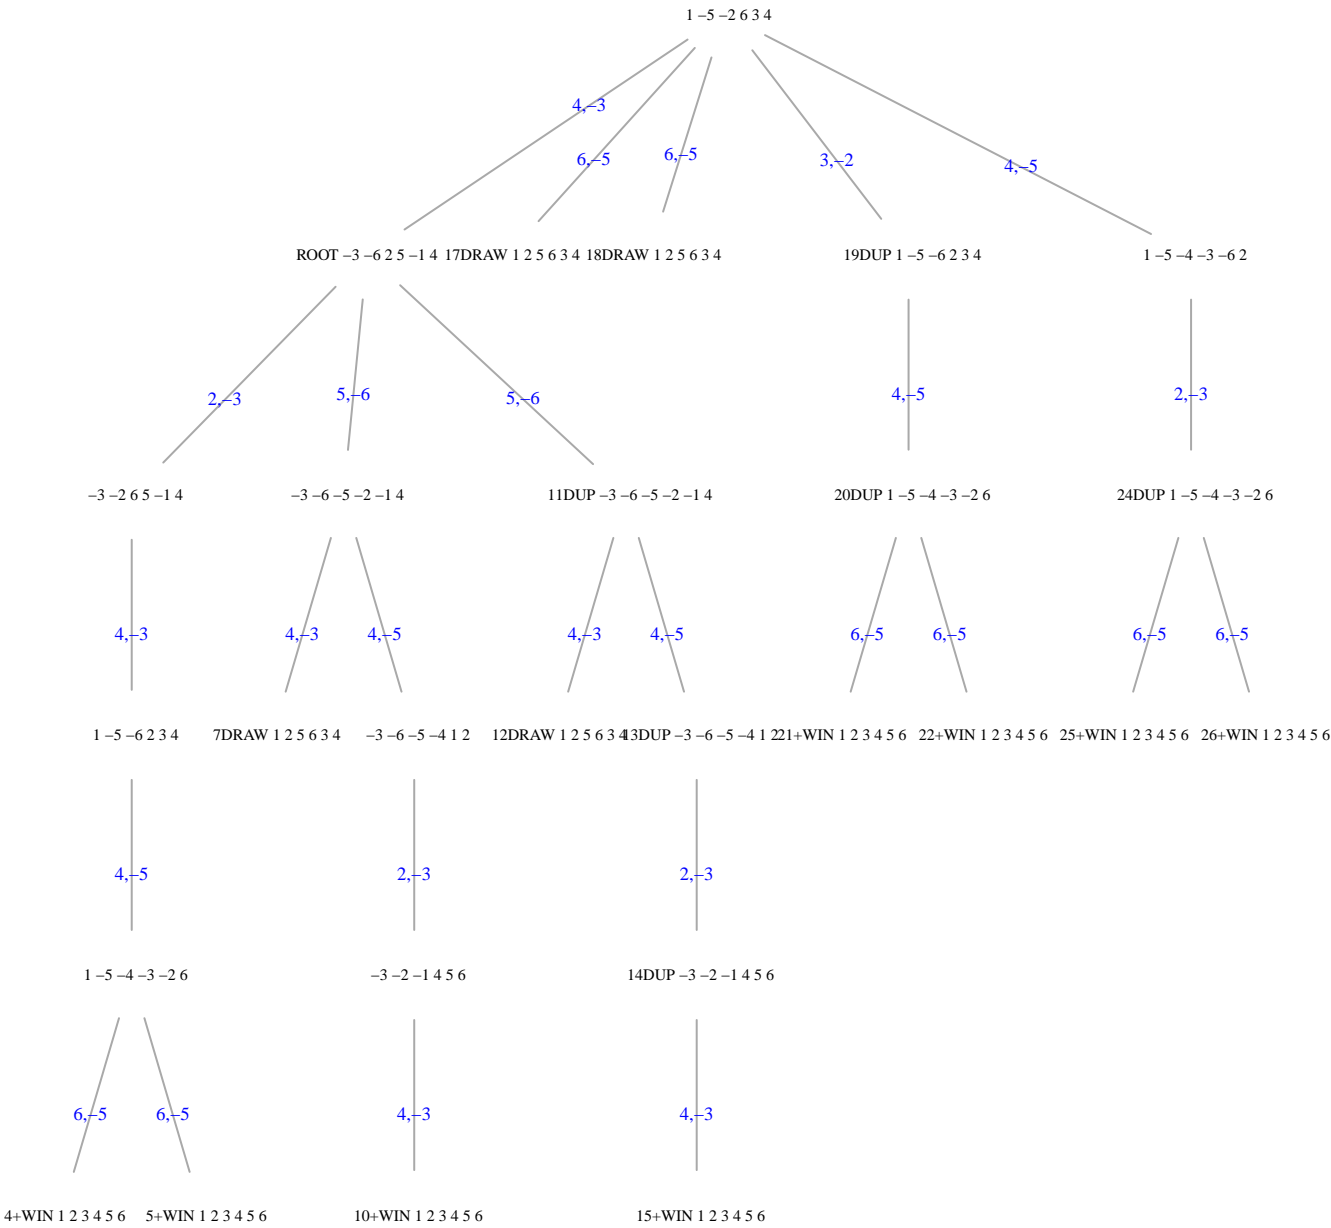 1 −5 −2 6 3 4
4,−3
6,−5
6,−5
3,−2
4,−5
ROOT −3 −6 2 5 −1 4
17DRAW 1 2 5 6 3 4
18DRAW 1 2 5 6 3 4
19DUP 1 −5 −6 2 3 4
1 −5 −4 −3 −6 2
2,−3
5,−6
5,−6
4,−5
2,−3
−3 −2 6 5 −1 4
−3 −6 −5 −2 −1 4
11DUP −3 −6 −5 −2 −1 4
20DUP 1 −5 −4 −3 −2 6
24DUP 1 −5 −4 −3 −2 6
4,−3
4,−3
4,−5
4,−3
4,−5
6,−5
6,−5
6,−5
6,−5
1 −5 −6 2 3 4
7DRAW 1 2 5 6 3 4
−3 −6 −5 −4 1 2
12DRAW 1 2 5 6 3 4
13DUP −3 −6 −5 −4 1 2
21+WIN 1 2 3 4 5 6
22+WIN 1 2 3 4 5 6
25+WIN 1 2 3 4 5 6
26+WIN 1 2 3 4 5 6
4,−5
2,−3
2,−3
1 −5 −4 −3 −2 6
−3 −2 −1 4 5 6
14DUP −3 −2 −1 4 5 6
6,−5
6,−5
4,−3
4,−3
4+WIN 1 2 3 4 5 6
5+WIN 1 2 3 4 5 6
10+WIN 1 2 3 4 5 6
15+WIN 1 2 3 4 5 6